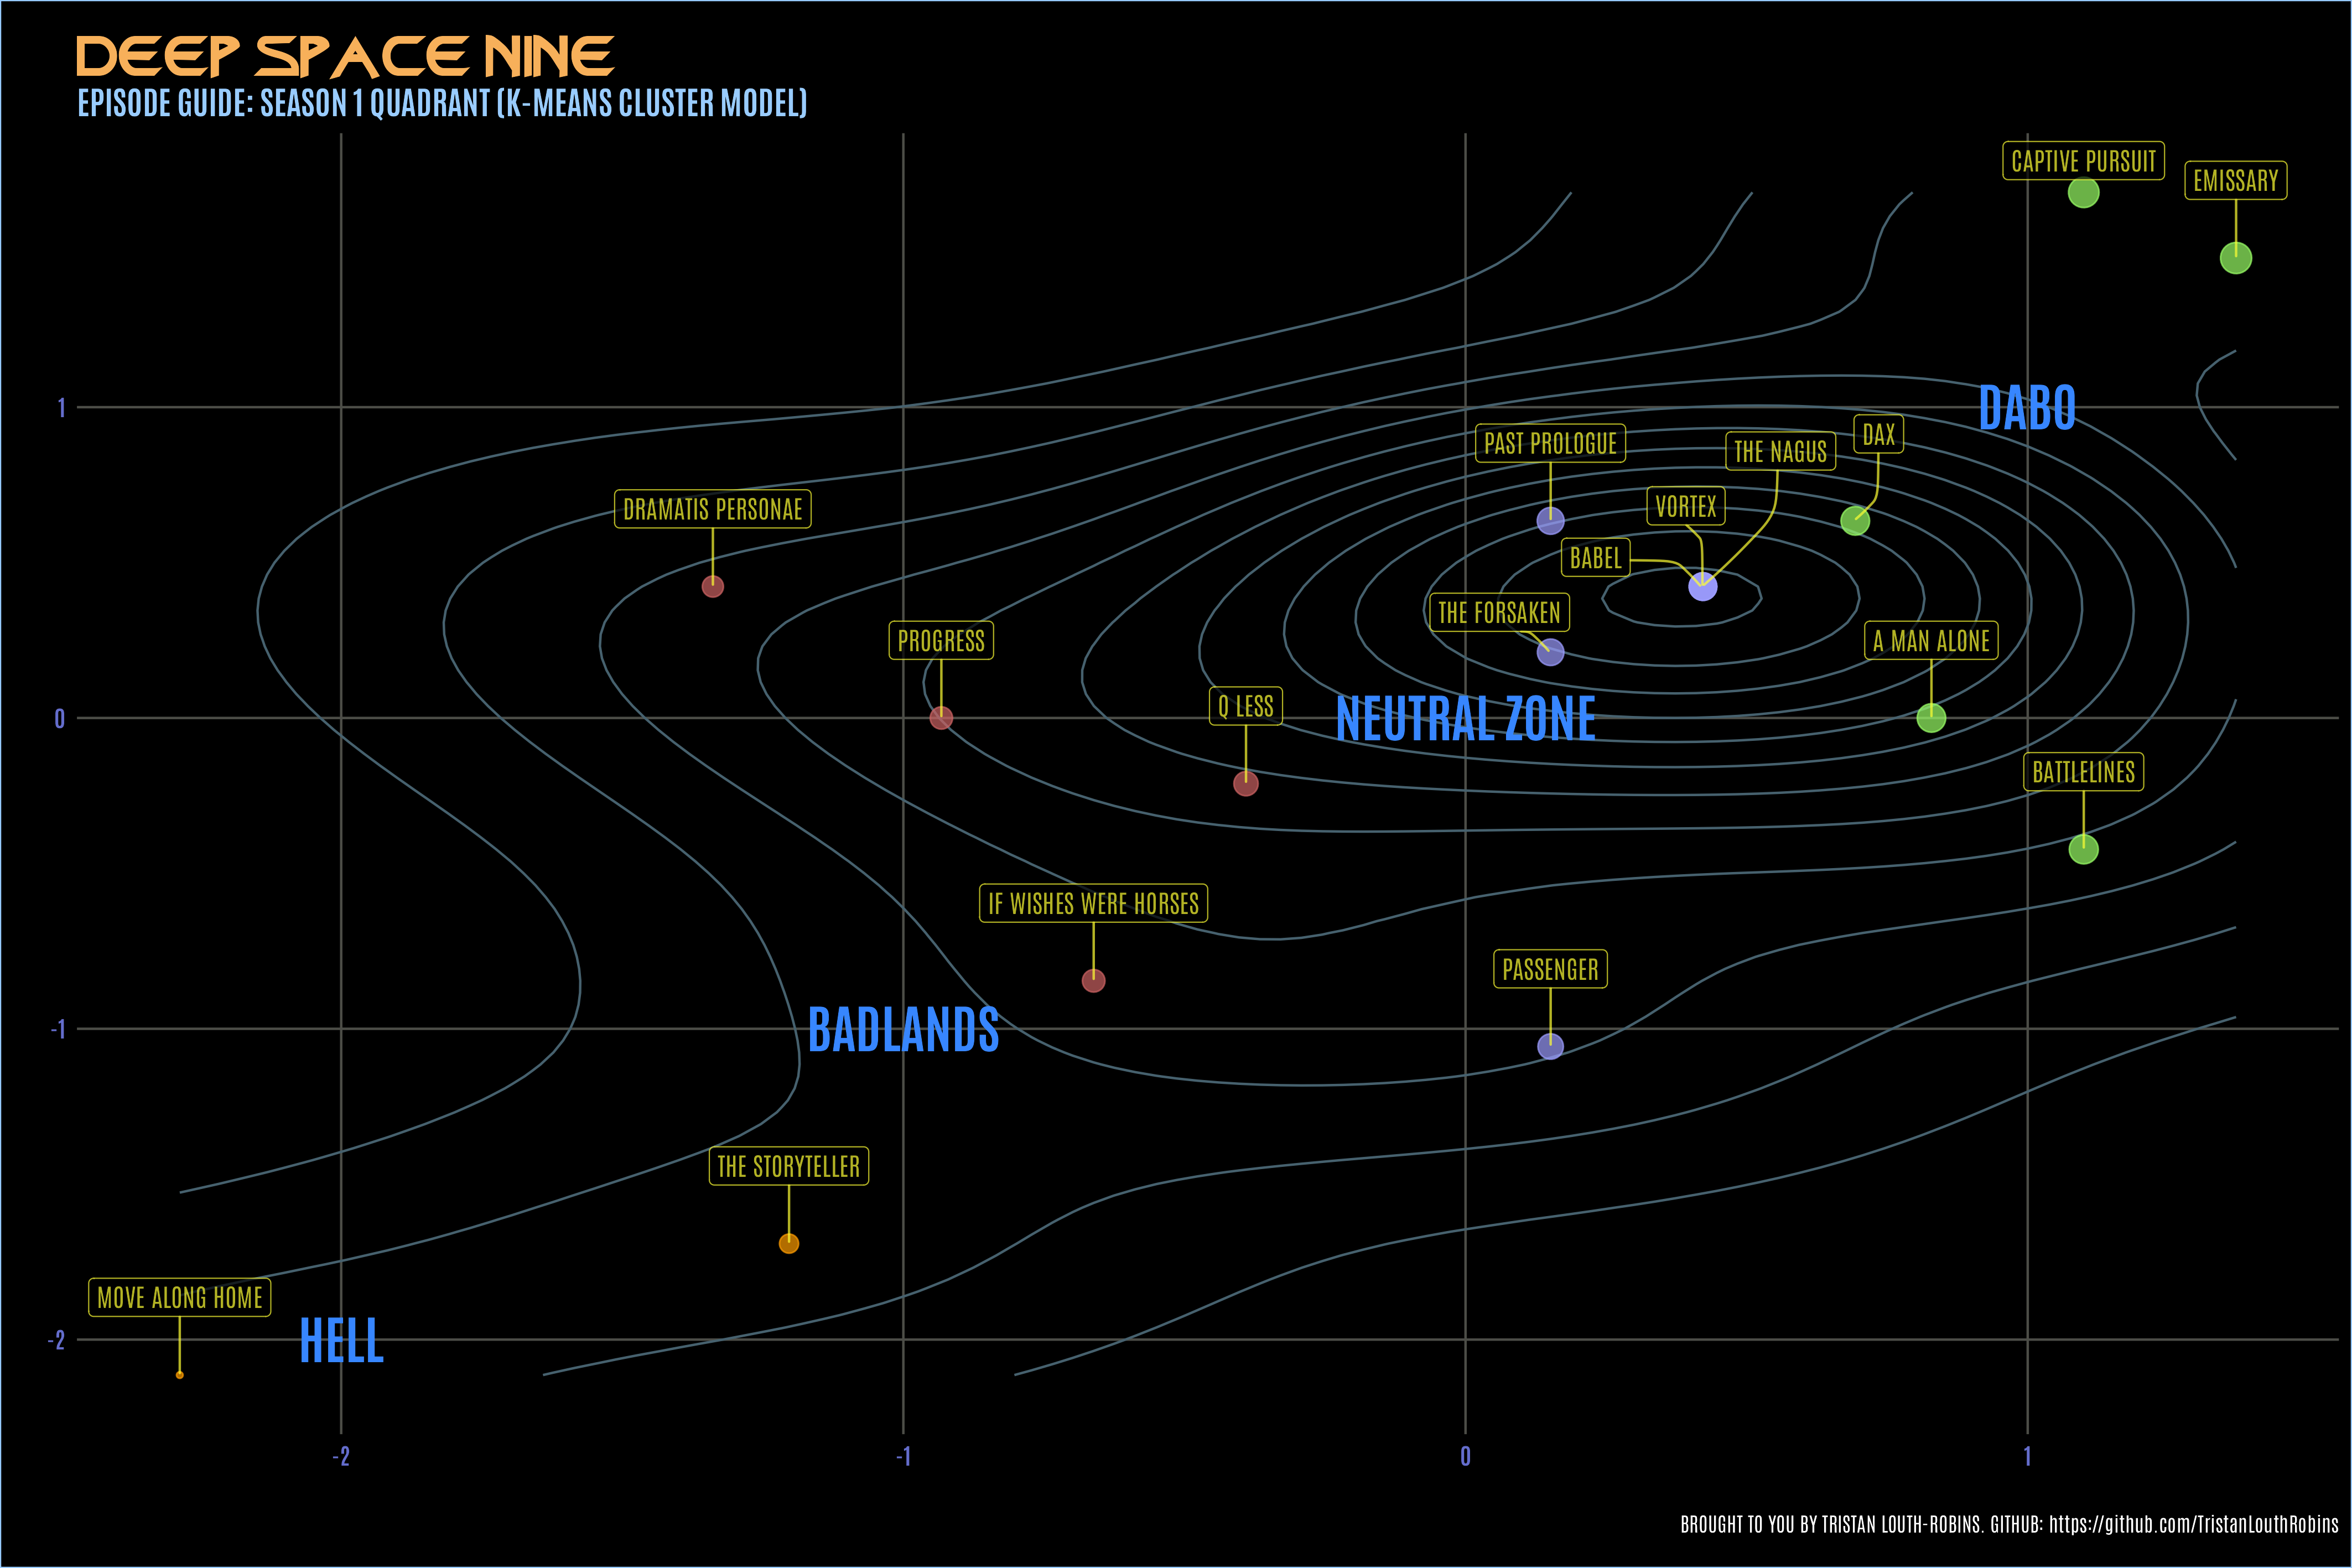 DEEP SPACE NINE
EPISODE GUIDE: SEASON 1 QUADRANT (K-MEANS CLUSTER MODEL)
CAPTIVE PURSUIT
EMISSARY
1
DABO
DAX
PAST PROLOGUE
THE NAGUS
VORTEX
DRAMATIS PERSONAE
BABEL
THE FORSAKEN
PROGRESS
A MAN ALONE
Q LESS
0
NEUTRAL ZONE
BATTLELINES
IF WISHES WERE HORSES
PASSENGER
-1
BADLANDS
THE STORYTELLER
MOVE ALONG HOME
-2
HELL
-2
-1
0
1
BROUGHT TO YOU BY TRISTAN LOUTH-ROBINS. GITHUB: https://github.com/TristanLouthRobins